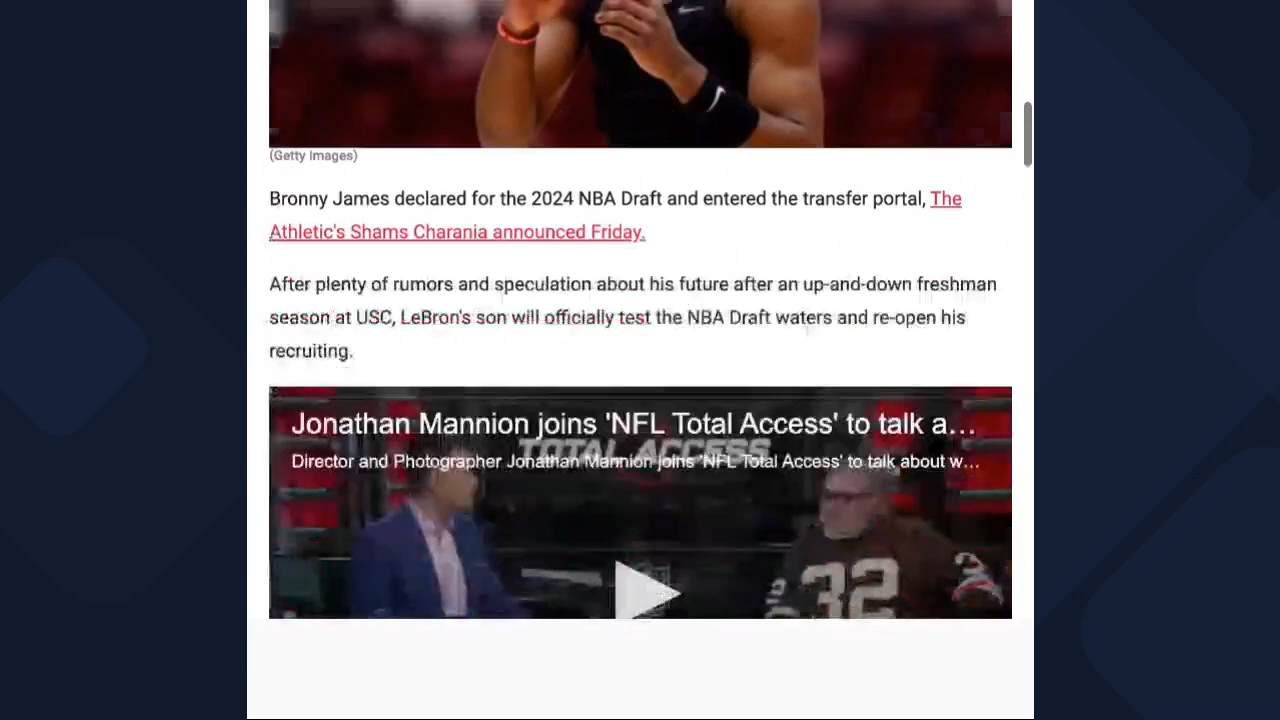 (Getty Images)
Bronny James declared for the 2024 NBA Draft and entered the transfer portal, The
Athletic's Shams Charania announced Friday.
After plenty of rumors and speculation about his future after an up-and-down freshman
season at USC, LeBron's son will officially test the NBA Draft waters and re-open his
recruiting.
Jonathan Mannion joins 'NFL Total Access' to talk a...
TOTAL ACCESS
Director and Photographer Jonathan Mannion joins 'NFL Total Access' to talk about w...
32